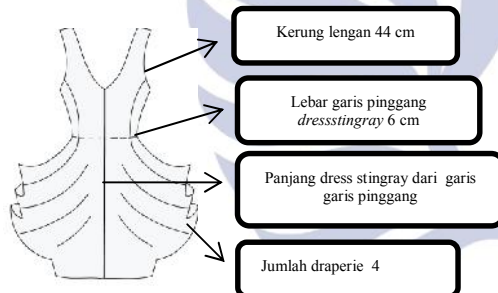 Kerung lengan 44 cm
Lebar garis pinggang
dressstingray 6 cm
Panjang dress stingray dari  garis
garis pinggang
Jumlah draperie  4